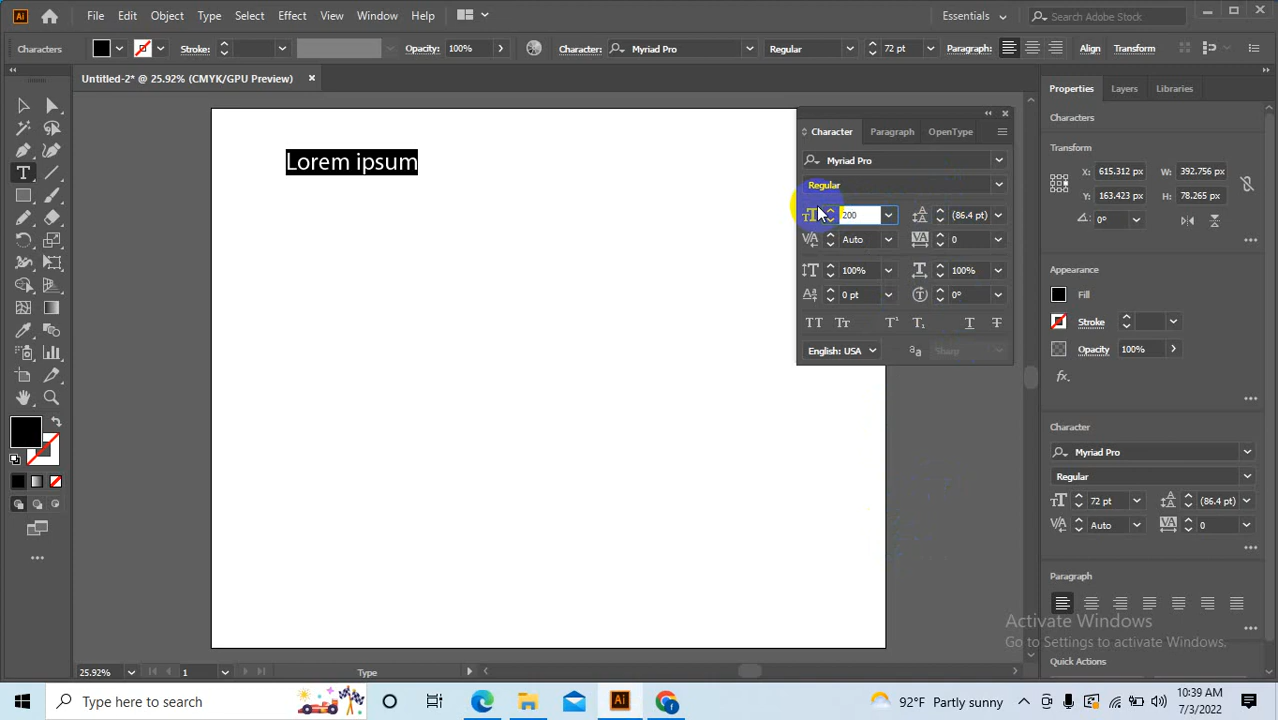 Ai File Edit Object Type Select Effect View Window Help Essentials Search Adobe Stock
Characters Stroke: Opacity: 100% Character: Myriad Pro Regular 72 pt Paragraph: Align Transform
Untitled-2* @ 25.92% (CMYK/GPU Preview)
Lorem ipsum
Character Paragraph OpenType
Myriad Pro
Regular
200 (86.4 pt)
Auto 0
100% 100%
0 pt 0°
English: USA Sharp
Properties Layers Libraries
Characters
Transform
X: 615.312 px W: 392.756 px
Y: 163.423 px H: 78.265 px
0°
Appearance
Fill
Stroke
Opacity 100%
fx.
Character
Myriad Pro
Regular
72 pt (86.4 pt)
Auto 0
Paragraph
Activate Windows
Go to Settings to activate Windows.
Quick Actions
25.92% 1 Type
Type here to search Ai 92°F Partly sunny 10:39 AM
7/3/2022